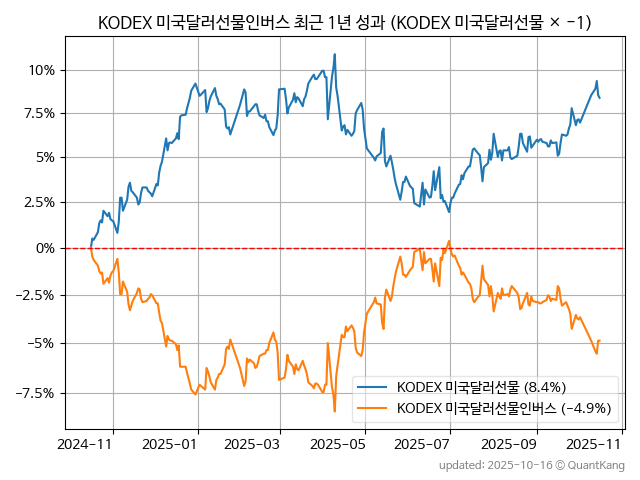 KODEX 미국달러선물인버스 최근 1년 성과 (KODEX 미국달러선물 × −1)
10%
7.5%
5%
2.5%
0%
−2.5%
−5%
−7.5%
KODEX 미국달러선물 (8.4%)
KODEX 미국달러선물인버스 (−4.9%)
2024-11 2025-01 2025-03 2025-05 2025-07 2025-09 2025-11
updated: 2025-10-16 © QuantKang